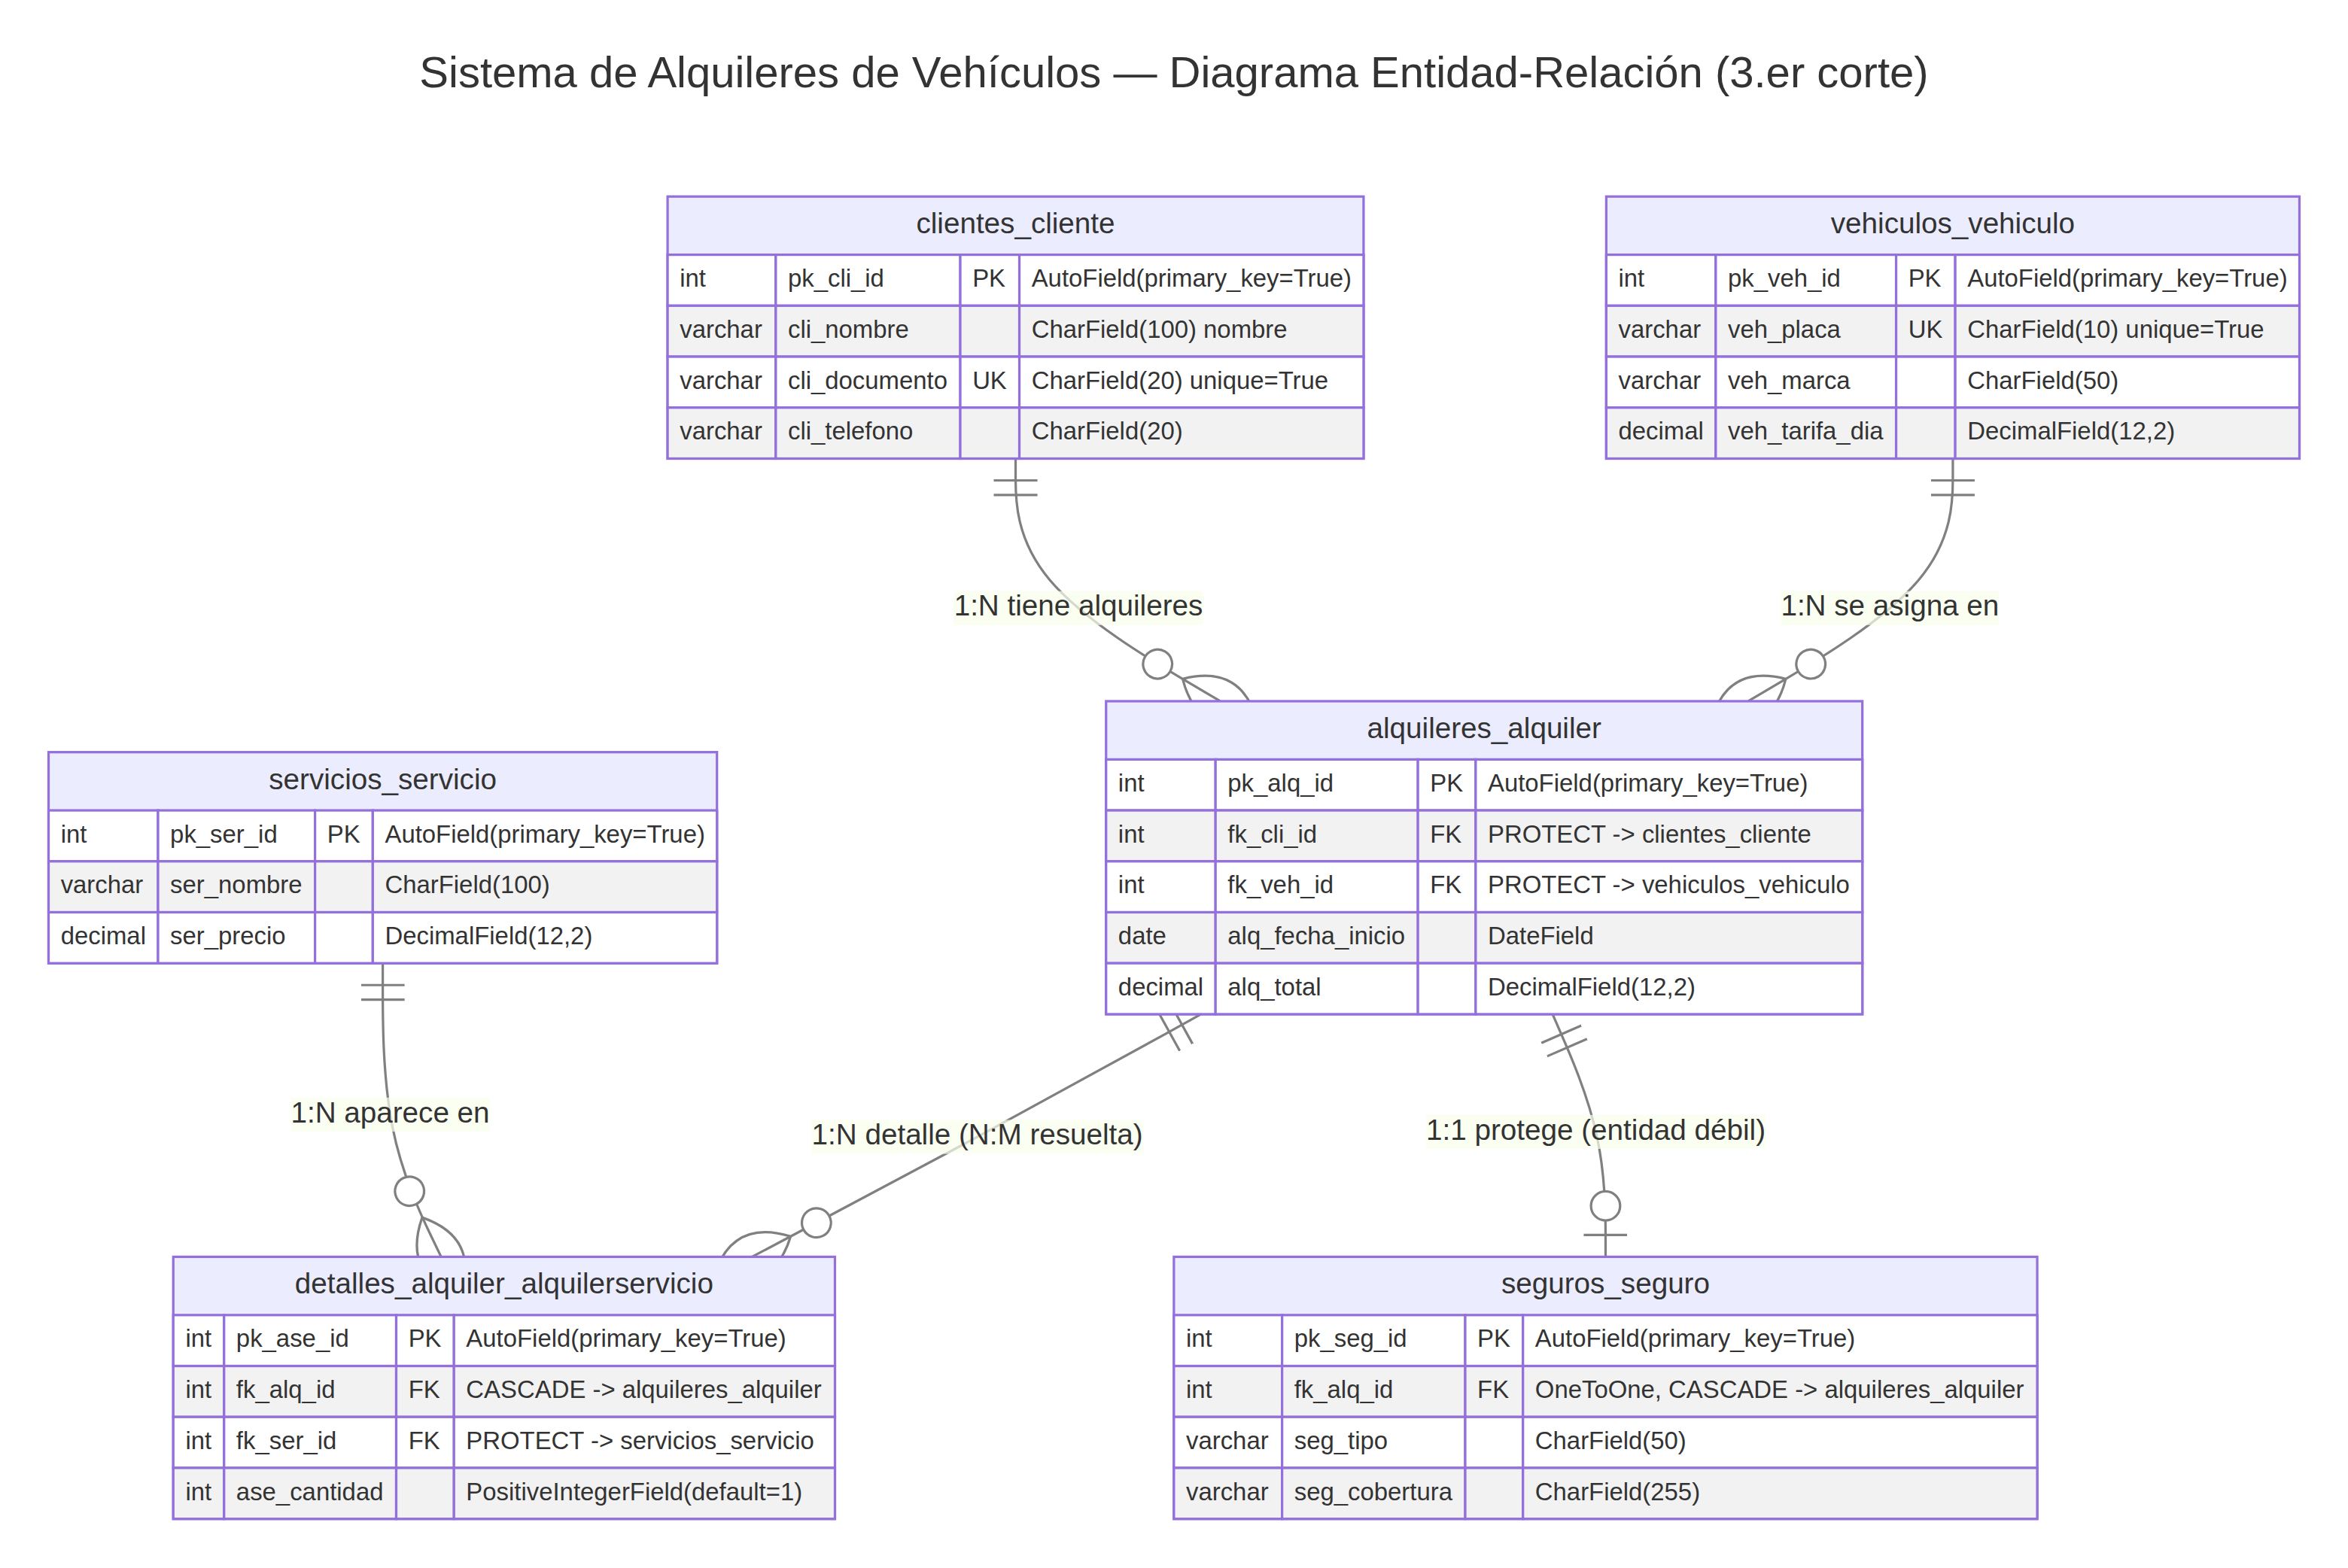 Sistema de Alquileres de Vehículos — Diagrama Entidad-Relación (3.er corte)
clientes_cliente
int pk_cli_id PK AutoField(primary_key=True)
varchar cli_nombre CharField(100) nombre
varchar cli_documento UK CharField(20) unique=True
varchar cli_telefono CharField(20)
vehiculos_vehiculo
int pk_veh_id PK AutoField(primary_key=True)
varchar veh_placa UK CharField(10) unique=True
varchar veh_marca CharField(50)
decimal veh_tarifa_dia DecimalField(12,2)
1:N tiene alquileres
1:N se asigna en
servicios_servicio
int pk_ser_id PK AutoField(primary_key=True)
varchar ser_nombre CharField(100)
decimal ser_precio DecimalField(12,2)
alquileres_alquiler
int pk_alq_id PK AutoField(primary_key=True)
int fk_cli_id FK PROTECT -> clientes_cliente
int fk_veh_id FK PROTECT -> vehiculos_vehiculo
date alq_fecha_inicio DateField
decimal alq_total DecimalField(12,2)
1:N aparece en
1:N detalle (N:M resuelta)
1:1 protege (entidad débil)
detalles_alquiler_alquilerservicio
int pk_ase_id PK AutoField(primary_key=True)
int fk_alq_id FK CASCADE -> alquileres_alquiler
int fk_ser_id FK PROTECT -> servicios_servicio
int ase_cantidad PositiveIntegerField(default=1)
seguros_seguro
int pk_seg_id PK AutoField(primary_key=True)
int fk_alq_id FK OneToOne, CASCADE -> alquileres_alquiler
varchar seg_tipo CharField(50)
varchar seg_cobertura CharField(255)